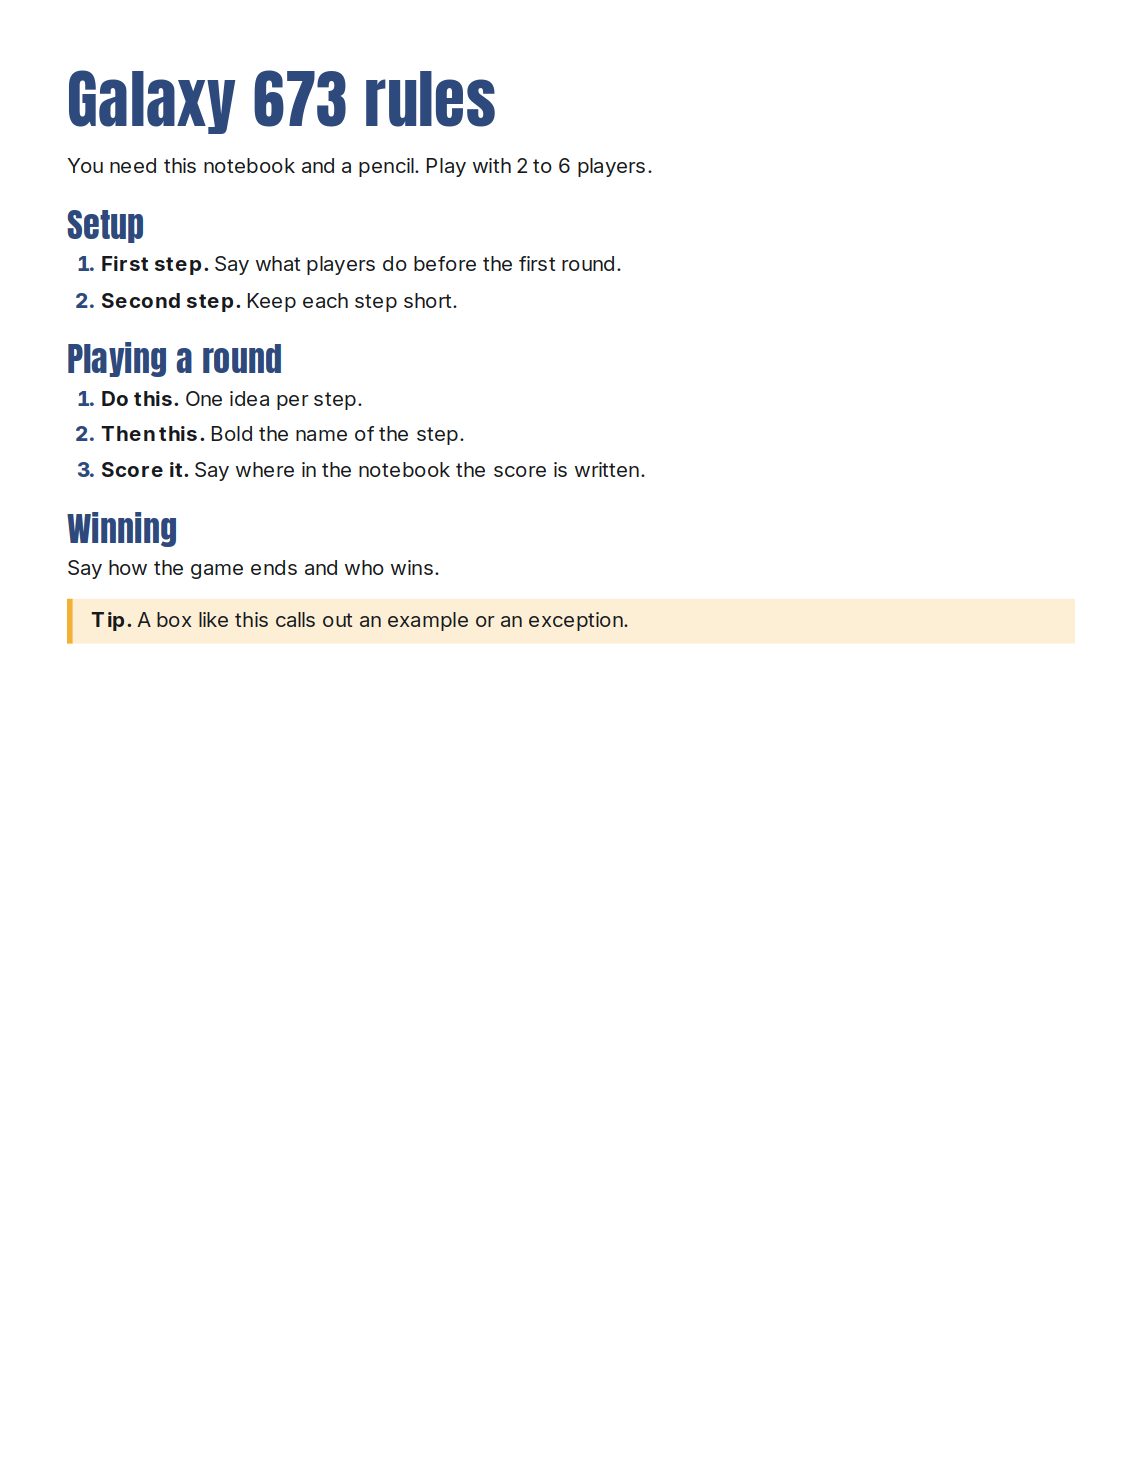 Galaxy 673 rules
You need this notebook and a pencil. Play with 2 to 6 players.
Setup
1. First step. Say what players do before the first round.
2. Second step. Keep each step short.
Playing a round
1. Do this. One idea per step.
2. Then this. Bold the name of the step.
3. Score it. Say where in the notebook the score is written.
Winning
Say how the game ends and who wins.
Tip. A box like this calls out an example or an exception.